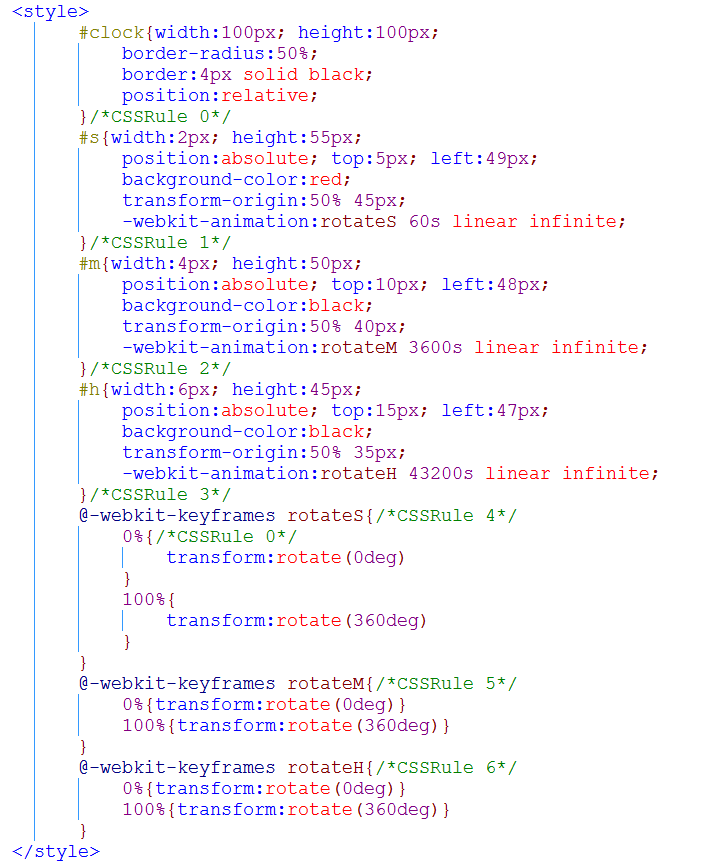 <style>
#clock{width:100px; height:100px;
border-radius:50%;
border:4px solid black;
position:relative;
}/*CSSRule 0*/
#s{width:2px; height:55px;
position:absolute; top:5px; left:49px;
background-color:red;
transform-origin:50% 45px;
-webkit-animation:rotateS 60s linear infinite;
}/*CSSRule 1*/
#m{width:4px; height:50px;
position:absolute; top:10px; left:48px;
background-color:black;
transform-origin:50% 40px;
-webkit-animation:rotateM 3600s linear infinite;
}/*CSSRule 2*/
#h{width:6px; height:45px;
position:absolute; top:15px; left:47px;
background-color:black;
transform-origin:50% 35px;
-webkit-animation:rotateH 43200s linear infinite;
}/*CSSRule 3*/
@-webkit-keyframes rotateS{/*CSSRule 4*/
0%{/*CSSRule 0*/
transform:rotate(0deg)
}
100%{
transform:rotate(360deg)
}
}
@-webkit-keyframes rotateM{/*CSSRule 5*/
0%{transform:rotate(0deg)}
100%{transform:rotate(360deg)}
}
@-webkit-keyframes rotateH{/*CSSRule 6*/
0%{transform:rotate(0deg)}
100%{transform:rotate(360deg)}
}
</style>